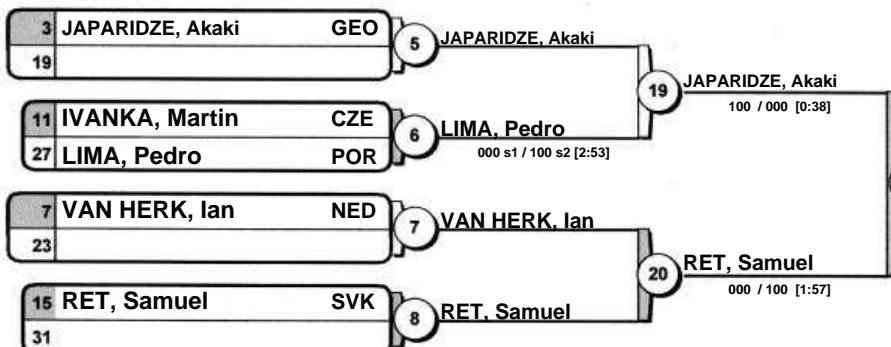 3 JAPARIDZE, Akaki GEO
19
5 JAPARIDZE, Akaki
11 IVANKA, Martin CZE
27 LIMA, Pedro POR
6 LIMA, Pedro
000 s1 / 100 s2 [2:53]
19 JAPARIDZE, Akaki
100 / 000 [0:38]
7 VAN HERK, Ian NED
23
7 VAN HERK, Ian
15 RET, Samuel SVK
31
8 RET, Samuel
20 RET, Samuel
000 / 100 [1:57]